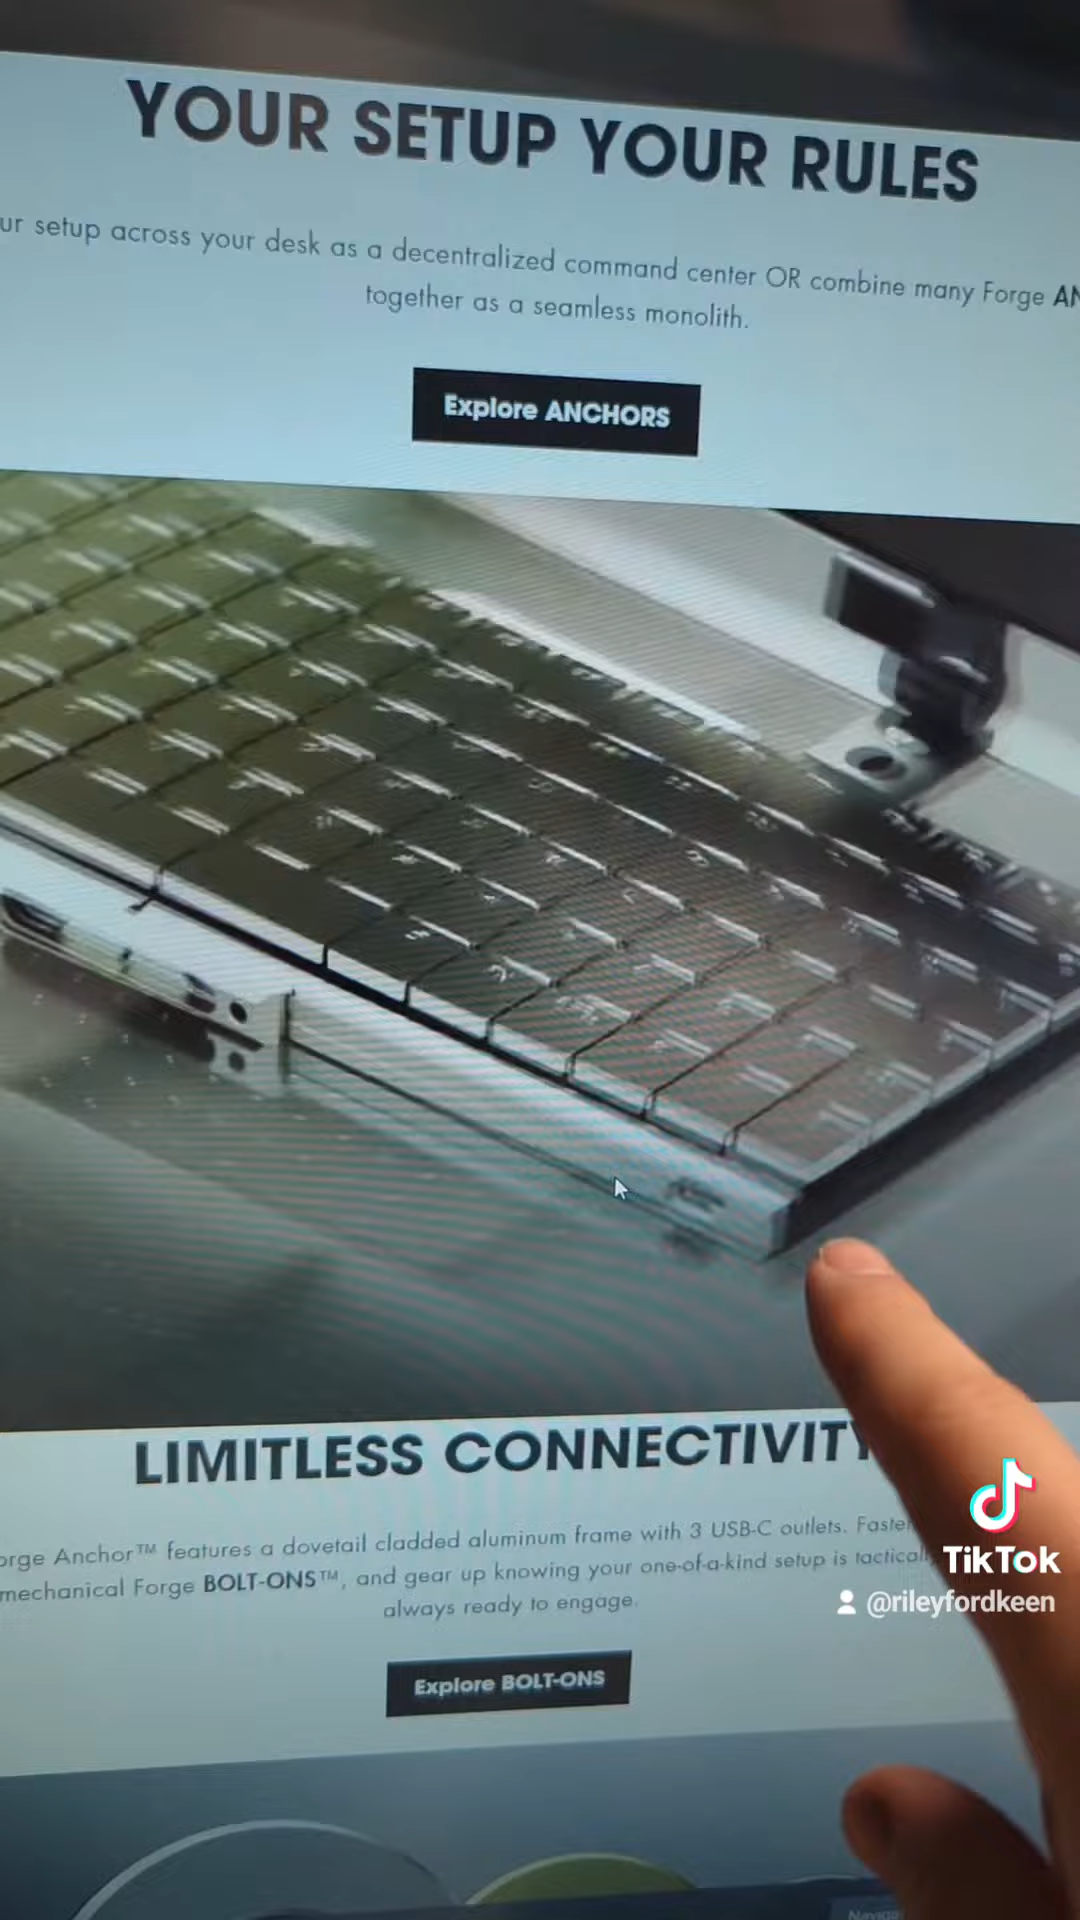 YOUR SETUP YOUR RULES
ur setup across your desk as a decentralized command center OR combine many Forge AN
together as a seamless monolith.
Explore ANCHORS
LIMITLESS CONNECTIVITY
orge Anchor™ features a dovetail cladded aluminum frame with 3 USB-C outlets. Fasten
mechanical Forge BOLT-ONS™, and gear up knowing your one-of-a-kind setup is tactical
always ready to engage.
Explore BOLT-ONS
TikTok
@rileyfordkeen